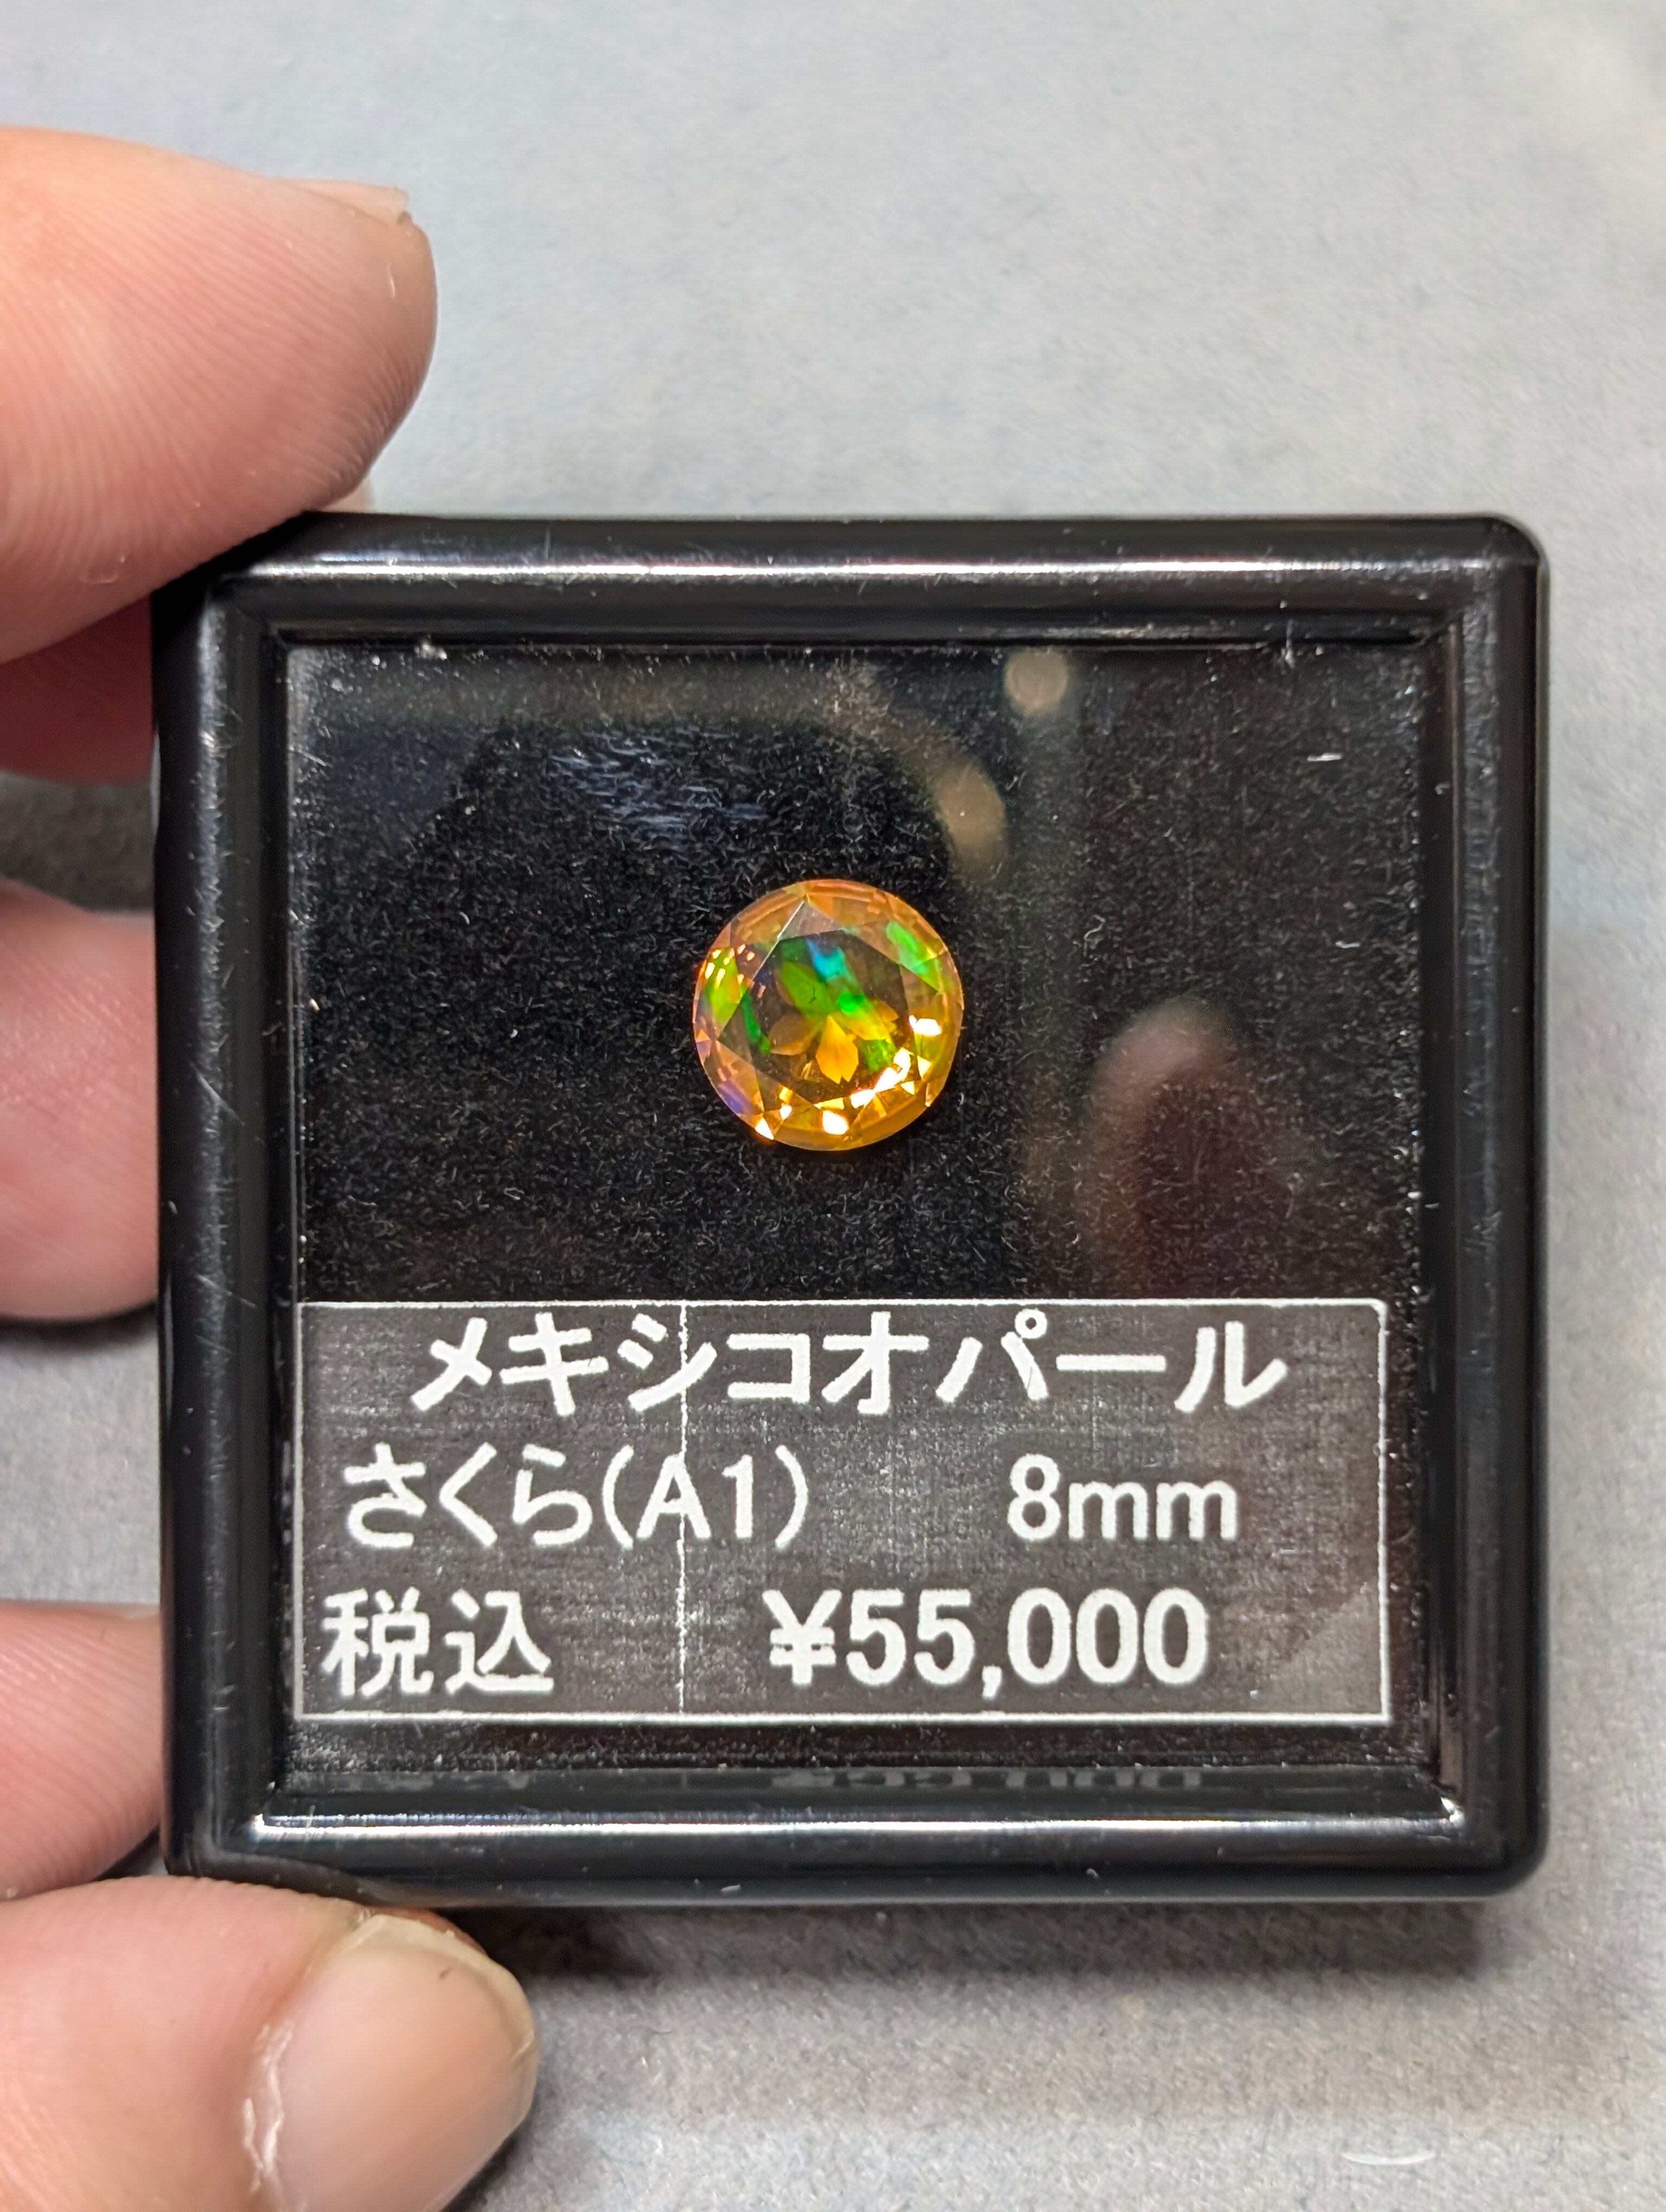 メキシコオパール
さくら(A1) 8mm
税込 ¥55,000